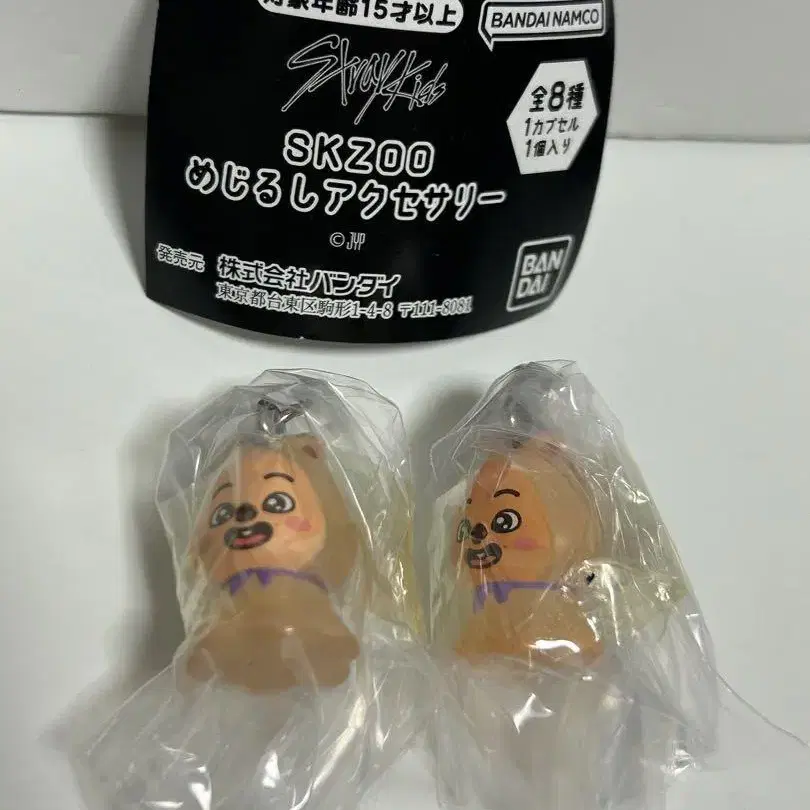 対象年齢15才以上
BANDAI NAMCO
Stray Kids
全8種
1カプセル
1個入り
SKZOO
めじるしアクセサリー
©JYP
発売元 株式会社バンダイ
東京都台東区駒形1-4-8 〒111-8081
BAN
DAI